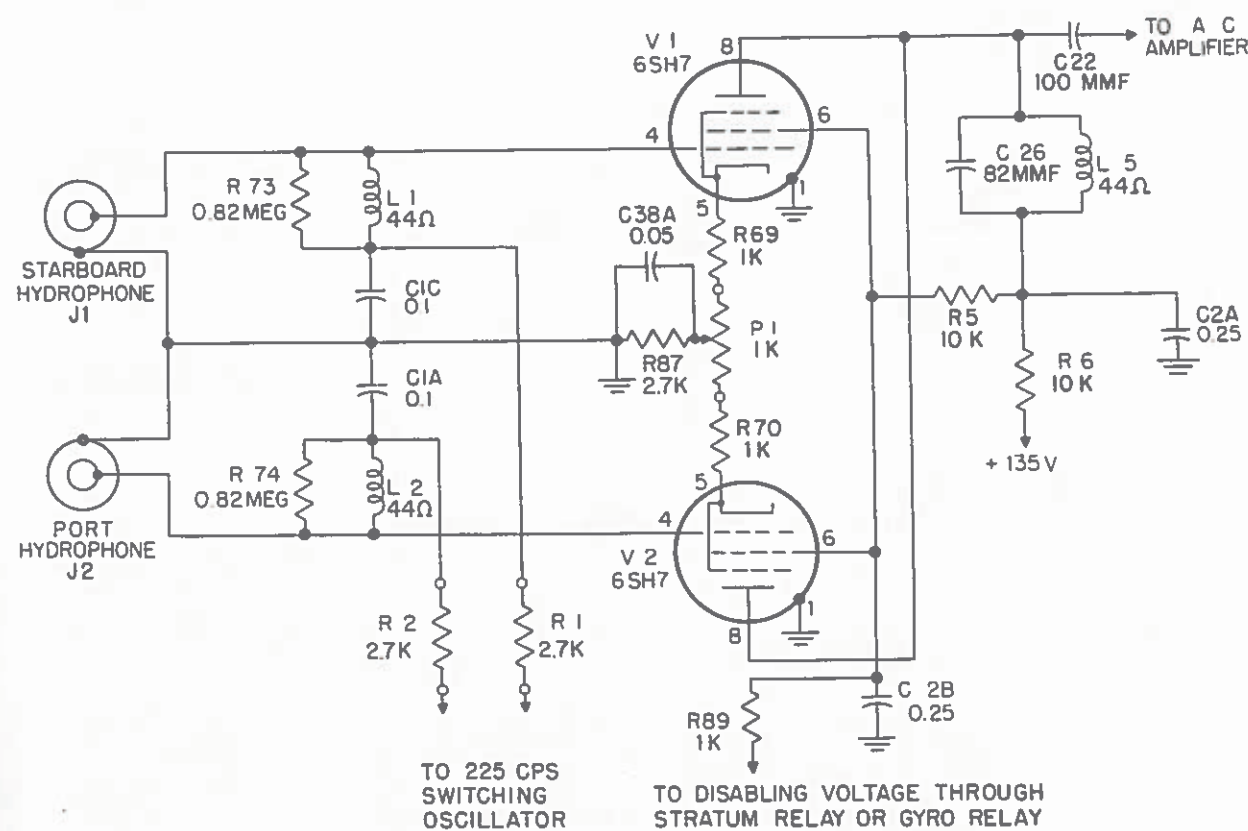 TO A C
AMPLIFIER
C22
100 MMF
V 1
6SH7
8
4
6
5
1
C 26
82MMF
L 5
44Ω
R 73
0.82MEG
L 1
44Ω
C38A
0.05
R69
1K
STARBOARD
HYDROPHONE
J1
C1C
0.1
R87
2.7K
P 1
1K
R5
10 K
C2A
0.25
R 6
10 K
+ 135V
C1A
0.1
R70
1K
R 74
0.82MEG
L 2
44Ω
PORT
HYDROPHONE
J2
5
4
6
V 2
6SH7
1
8
R 2
2.7K
R 1
2.7K
R89
1K
C 2B
0.25
TO 225 CPS
SWITCHING
OSCILLATOR
TO DISABLING VOLTAGE THROUGH
STRATUM RELAY OR GYRO RELAY